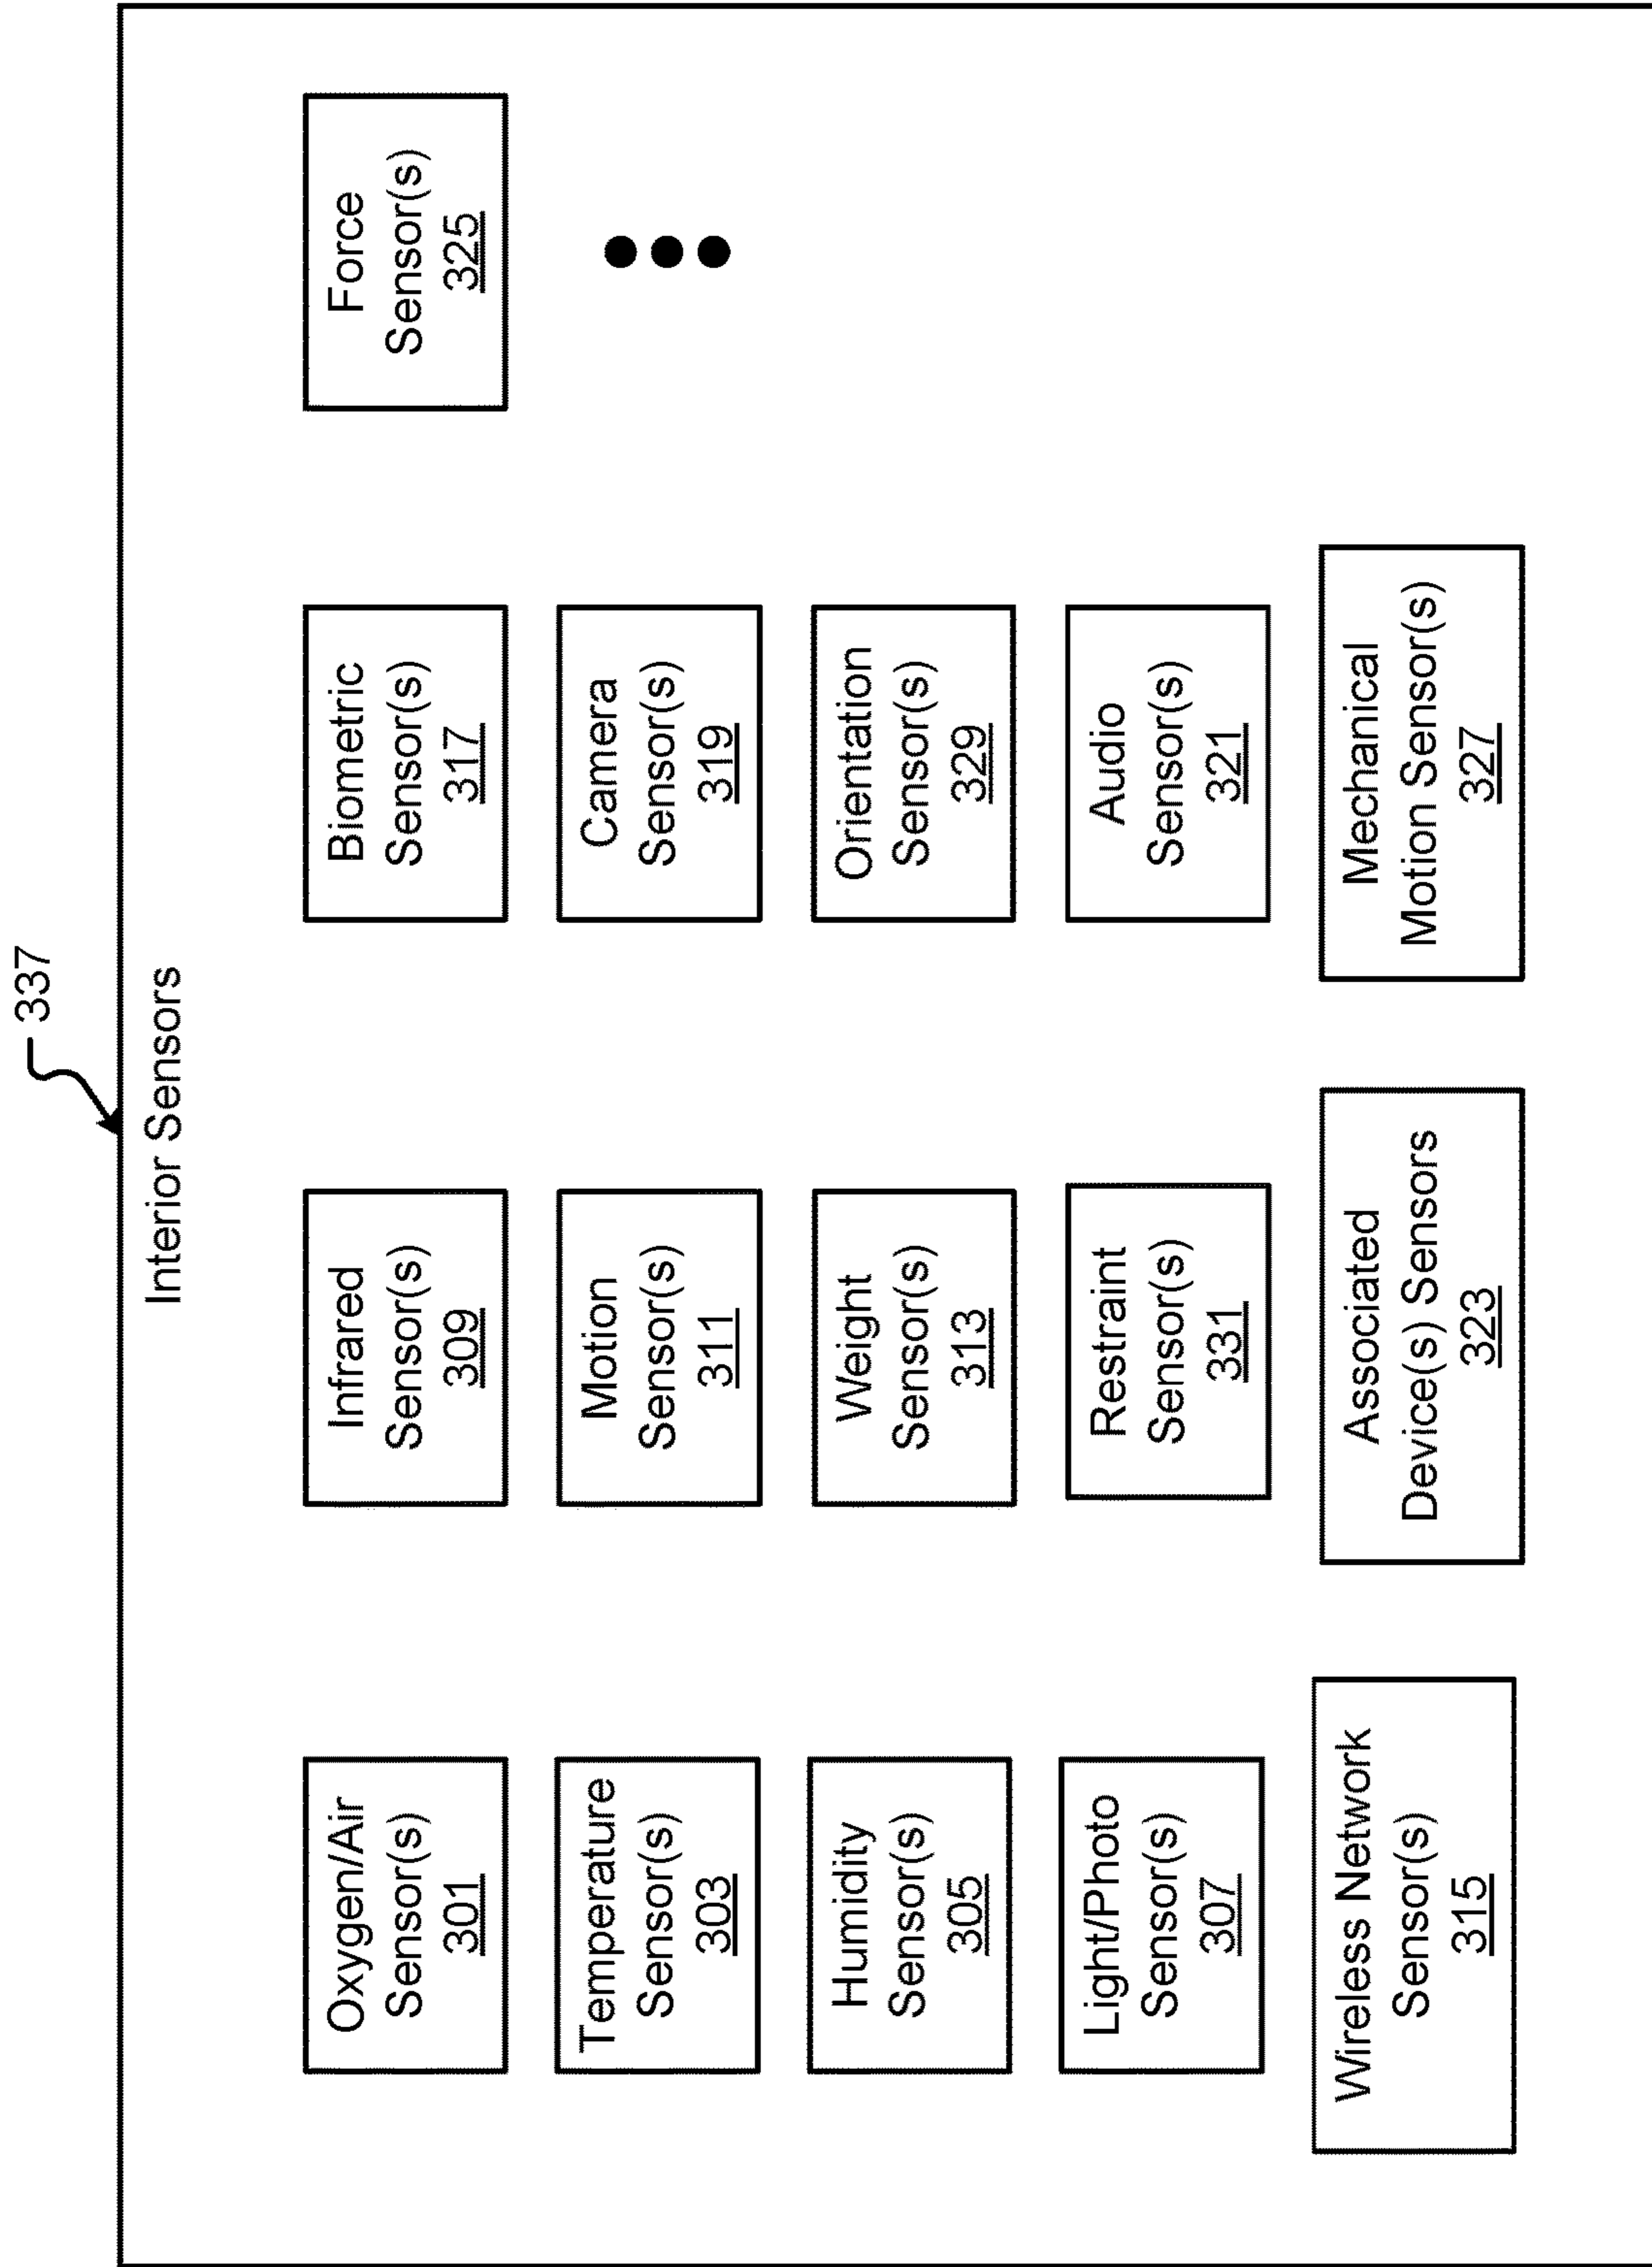 337
Interior Sensors
Oxygen/Air
Sensor(s)
301
Temperature
Sensor(s)
303
Humidity
Sensor(s)
305
Light/Photo
Sensor(s)
307
Wireless Network
Sensor(s)
315
Infrared
Sensor(s)
309
Motion
Sensor(s)
311
Weight
Sensor(s)
313
Restraint
Sensor(s)
331
Associated
Device(s) Sensors
323
Biometric
Sensor(s)
317
Camera
Sensor(s)
319
Orientation
Sensor(s)
329
Audio
Sensor(s)
321
Mechanical
Motion Sensor(s)
327
Force
Sensor(s)
325